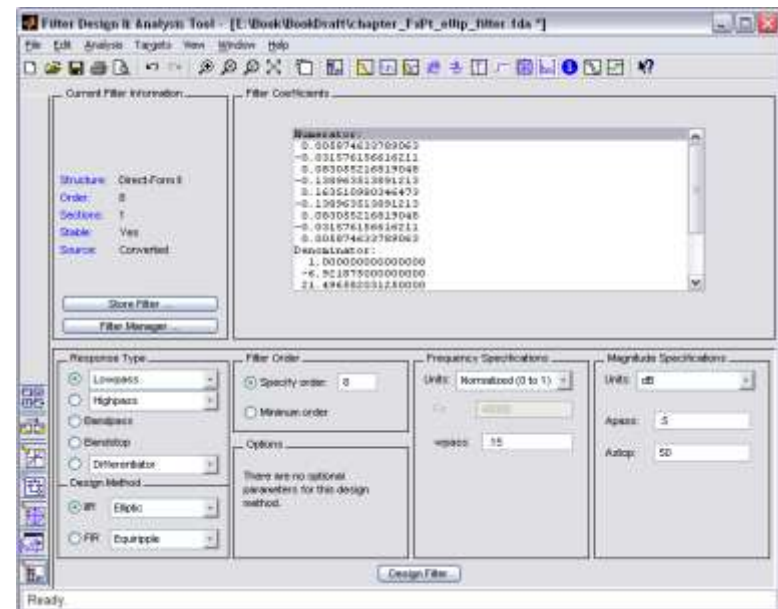 Filter Design & Analysis Tool - [E:\Book\BookDraft\chapter_FxPt_ellip_filter.fda *]
File Edit Analysis Targets View Window Help
Current Filter Information
Structure: Direct-Form II
Order: 8
Sections: 1
Stable: Yes
Source: Converted
Store Filter ...
Filter Manager ...
Filter Coefficients
Numerator:
0.005874633789063
-0.031576156616211
0.083055216819048
-0.138963513891213
0.163510980346473
-0.138963513891213
0.083055216819048
-0.031576156616211
0.005874633789063
Denominator:
1.000000000000000
-6.921875000000000
21.496882031250000
Response Type
Lowpass
Highpass
Bandpass
Bandstop
Differentiator
Design Method
IIR Elliptic
FIR Equiripple
Filter Order
Specify order: 8
Minimum order
Options
There are no optional
parameters for this design
method.
Frequency Specifications
Units: Normalized (0 to 1)
Fs: 48000
wpass: .15
Magnitude Specifications
Units: dB
Apass: .5
Astop: 50
Design Filter
Ready